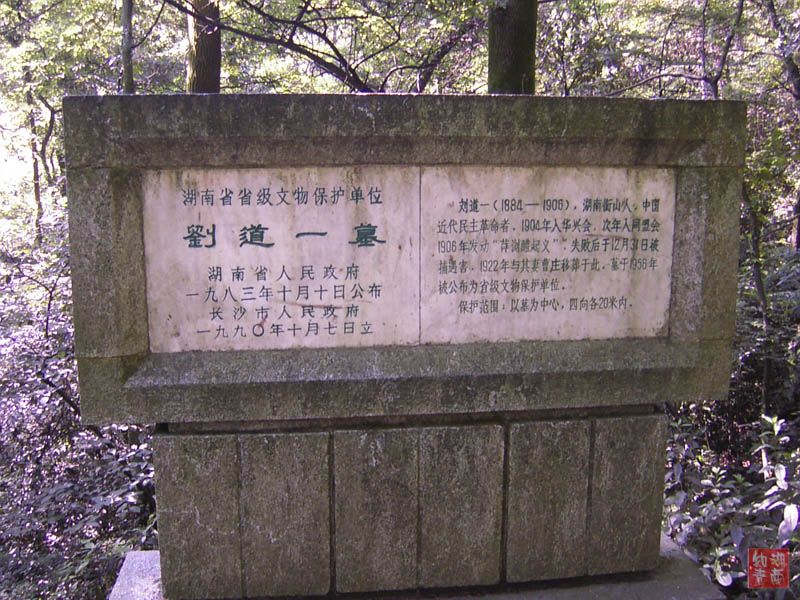 湖南省省级文物保护单位
劉道一墓
湖南省人民政府
一九八三年十月十日公布
长沙市人民政府
一九九〇年十月七日立
刘道一（1884—1906），湖南衡山人。中国
近代民主革命者，1904年入华兴会，次年入同盟会
1906年发动“萍浏醴起义”，失败后于12月31日被
捕遇害，1922年与其妻曹庄移葬于此，墓于1956年
被公布为省级文物保护单位。
保护范围：以墓为中心，四向各20米内。